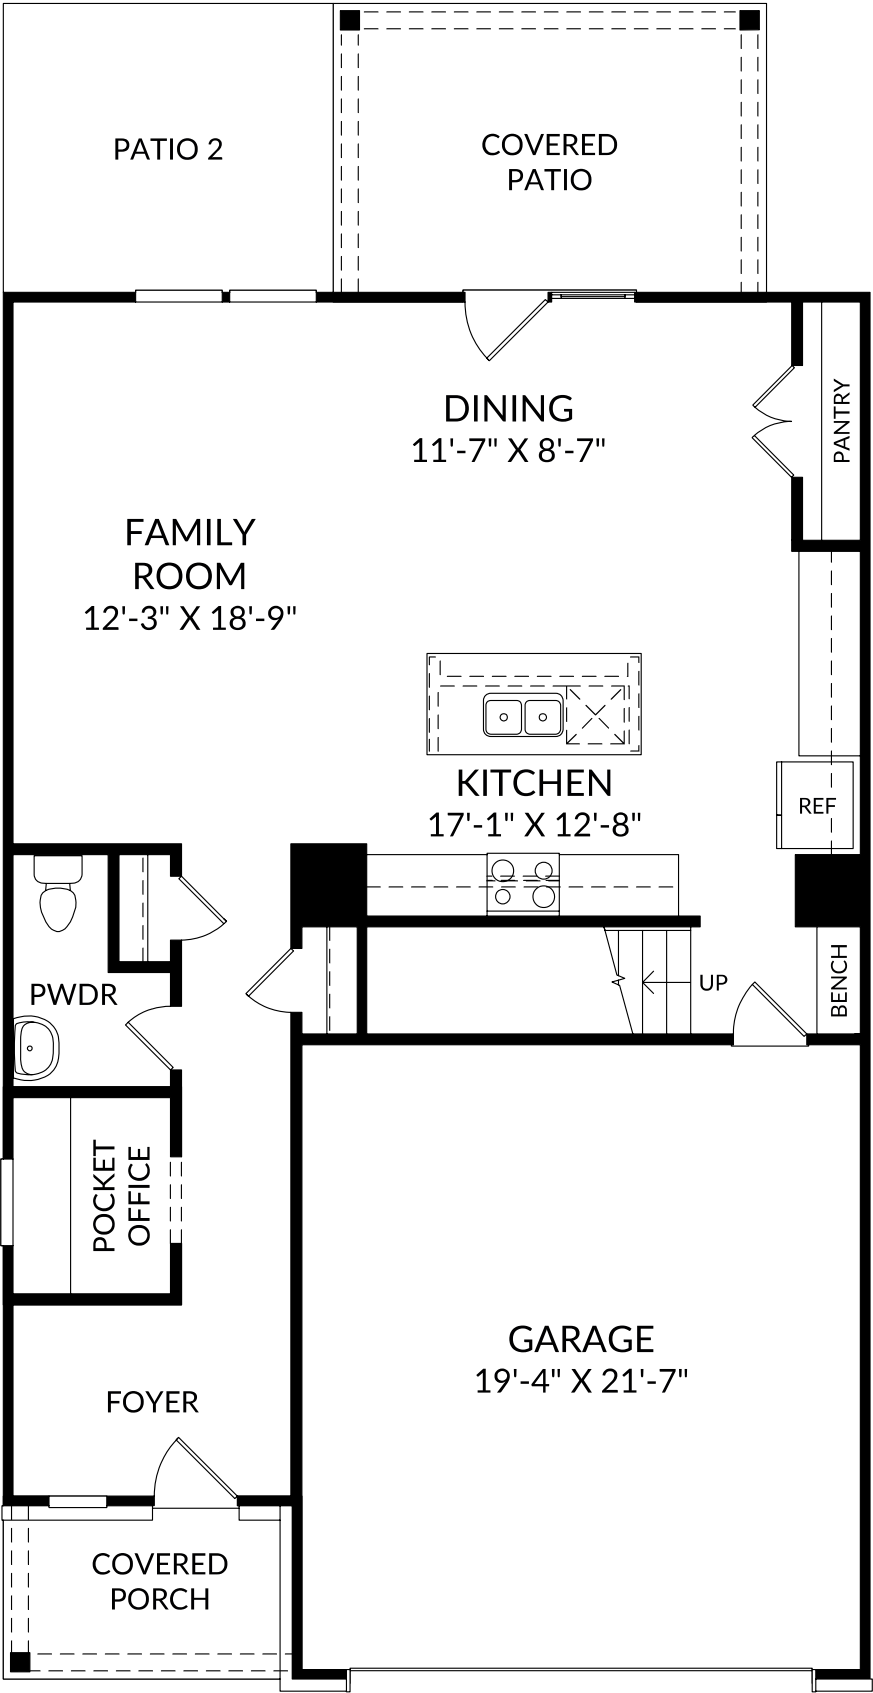 PATIO 2
COVERED
PATIO
DINING
11'-7" X 8'-7"
PANTRY
FAMILY
ROOM
12'-3" X 18'-9"
KITCHEN
17'-1" X 12'-8"
REF
PWDR
UP
BENCH
POCKET
OFFICE
GARAGE
19'-4" X 21'-7"
FOYER
COVERED
PORCH